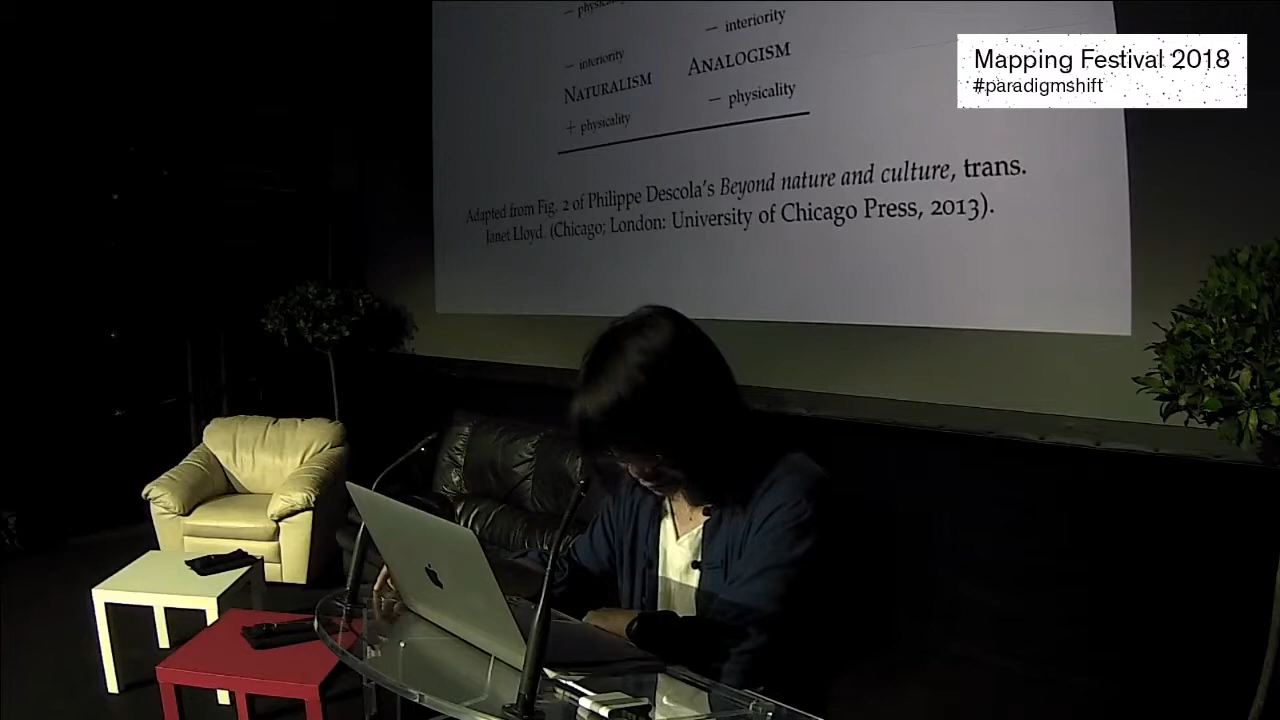 − physicality
− interiority
− interiority
ANALOGISM
NATURALISM
− physicality
+ physicality
Adapted from Fig. 2 of Philippe Descola's Beyond nature and culture, trans.
Janet Lloyd. (Chicago; London: University of Chicago Press, 2013).
Mapping Festival 2018
#paradigmshift